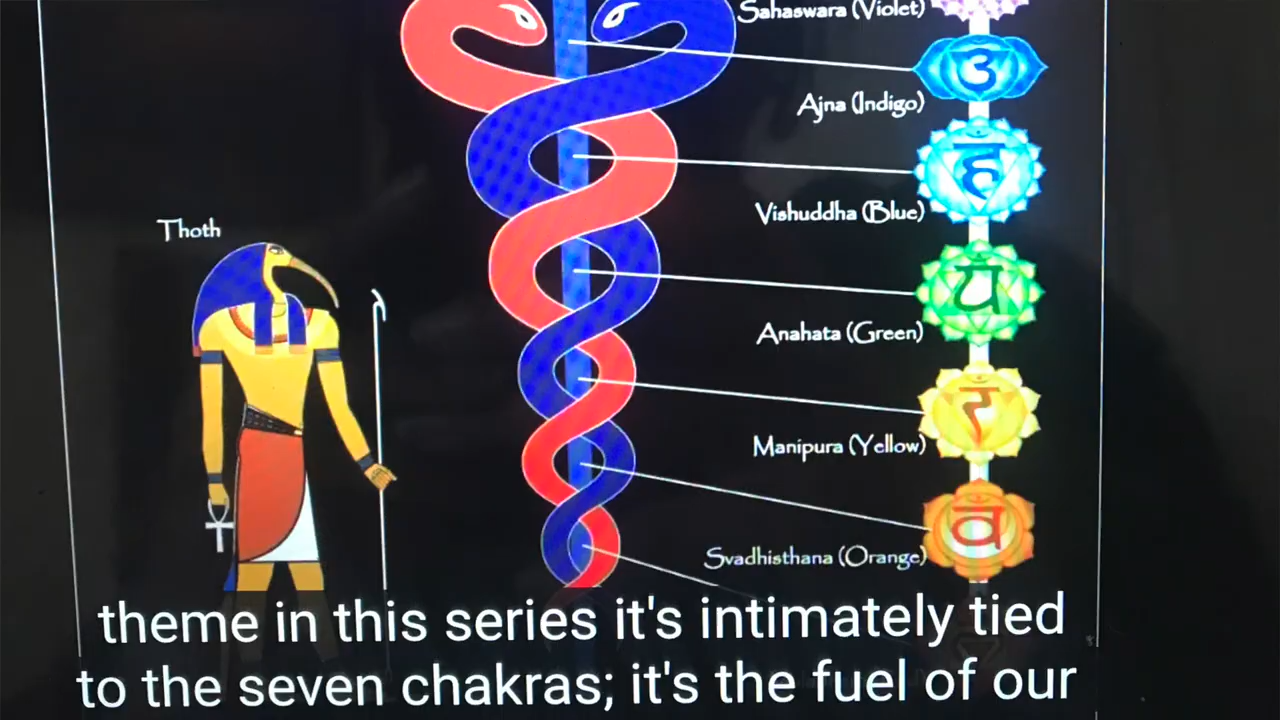 Sahaswara (Violet)
Ajna (Indigo)
Vishuddha (Blue)
Thoth
Anahata (Green)
Manipura (Yellow)
Svadhisthana (Orange)
उ
हं
य
र
व
theme in this series it's intimately tied
to the seven chakras; it's the fuel of our